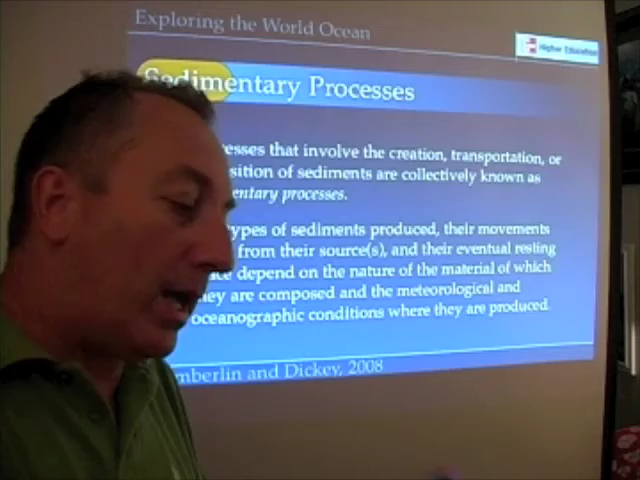 Exploring the World Ocean
Higher Education
Sedimentary Processes
esses that involve the creation, transportation, or
sition of sediments are collectively known as
entary processes.
ypes of sediments produced, their movements
from their source(s), and their eventual resting
ce depend on the nature of the material of which
hey are composed and the meteorological and
oceanographic conditions where they are produced.
mberlin and Dickey, 2008